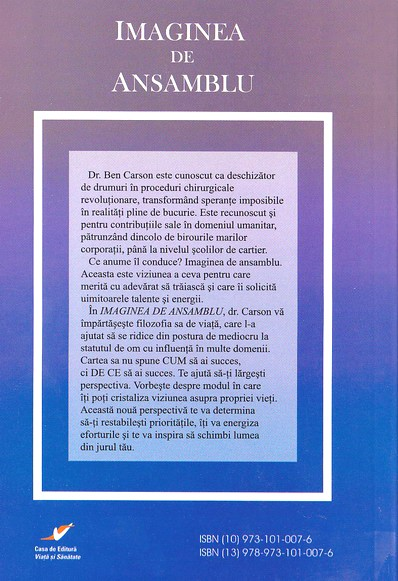 IMAGINEA
DE
ANSAMBLU
Dr. Ben Carson este cunoscut ca deschizător
de drumuri în proceduri chirurgicale
revoluționare, transformând speranțe imposibile
în realități pline de bucurie. Este recunoscut și
pentru contribuțiile sale în domeniul umanitar,
pătrunzând dincolo de birourile marilor
corporații, până la nivelul școlilor de cartier.
Ce anume îl conduce? Imaginea de ansamblu.
Aceasta este viziunea a ceva pentru care
merită cu adevărat să trăiască și care îi solicită
uimitoarele talente și energii.
În IMAGINEA DE ANSAMBLU, dr. Carson vă
împărtășește filozofia sa de viață, care l-a
ajutat să se ridice din postura de mediocru la
statutul de om cu influență în multe domenii.
Cartea sa nu spune CUM să ai succes,
ci DE CE să ai succes. Te ajută să-ți lărgești
perspectiva. Vorbește despre modul în care
îți poți cristaliza viziunea asupra propriei vieți.
Această nouă perspectivă te va determina
să-ți restabilești prioritățile, îți va energiza
eforturile și te va inspira să schimbi lumea
din jurul tău.
Casa de Editură
Viață și Sănătate
ISBN (10) 973-101-007-6
ISBN (13) 978-973-101-007-6